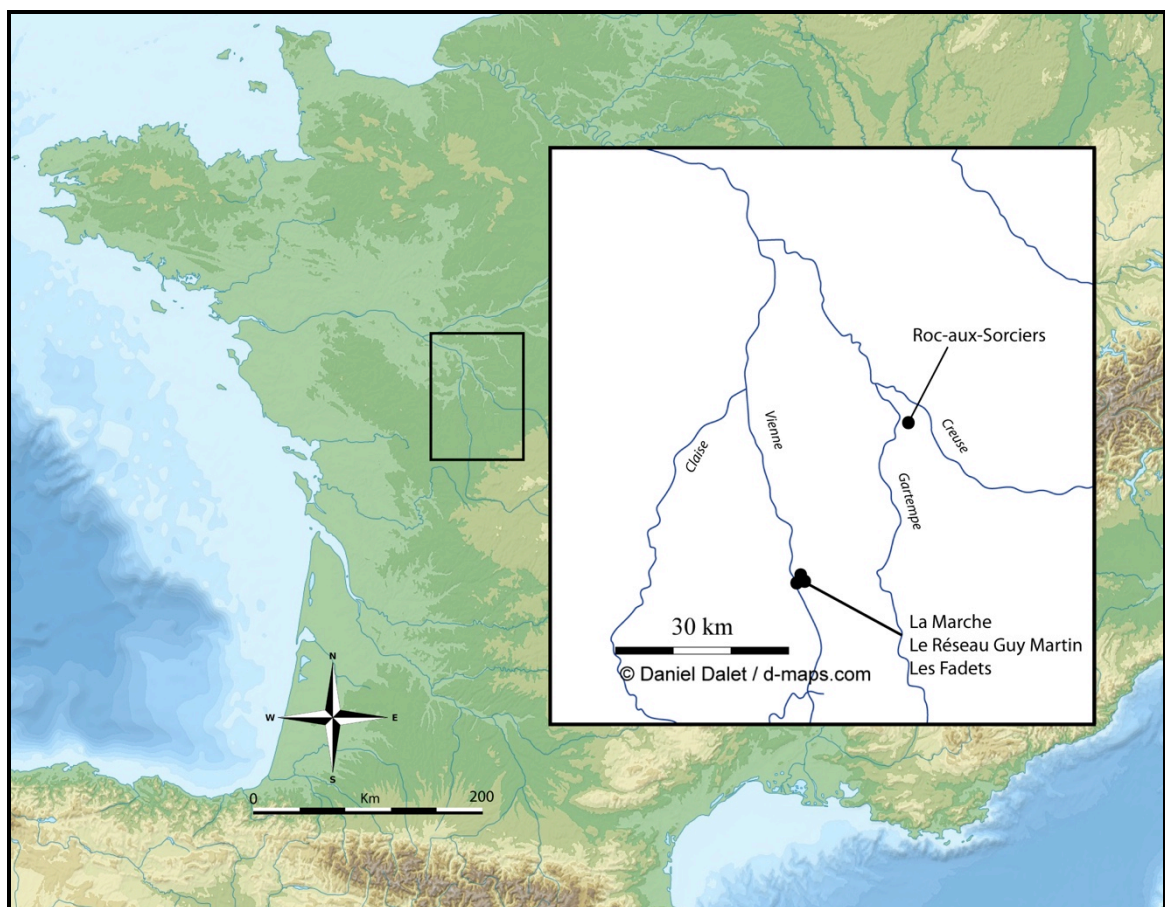 Roc-aux-Sorciers
Claise
Vienne
Creuse
Gartempe
30 km
© Daniel Dalet / d-maps.com
La Marche
Le Réseau Guy Martin
Les Fadets
N
W
E
S
0
Km
200